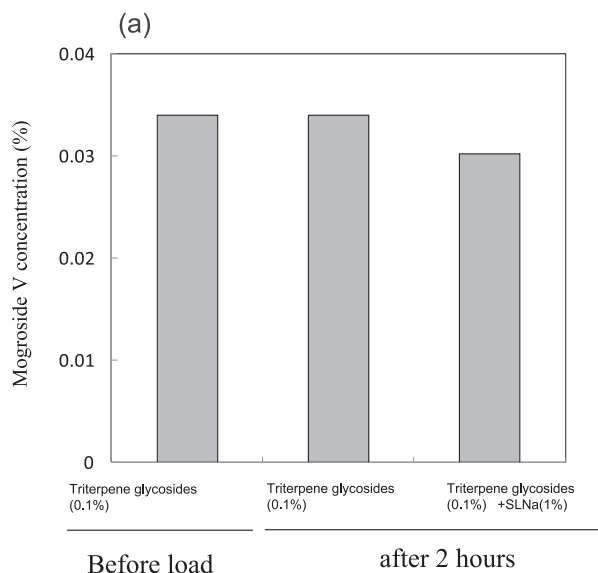 (a)
Mogroside V concentration (%)
0.04
0.03
0.02
0.01
0
Triterpene glycosides
(0.1%)
Triterpene glycosides
(0.1%)
Triterpene glycosides
(0.1%) +SLNa(1%)
Before load
after 2 hours